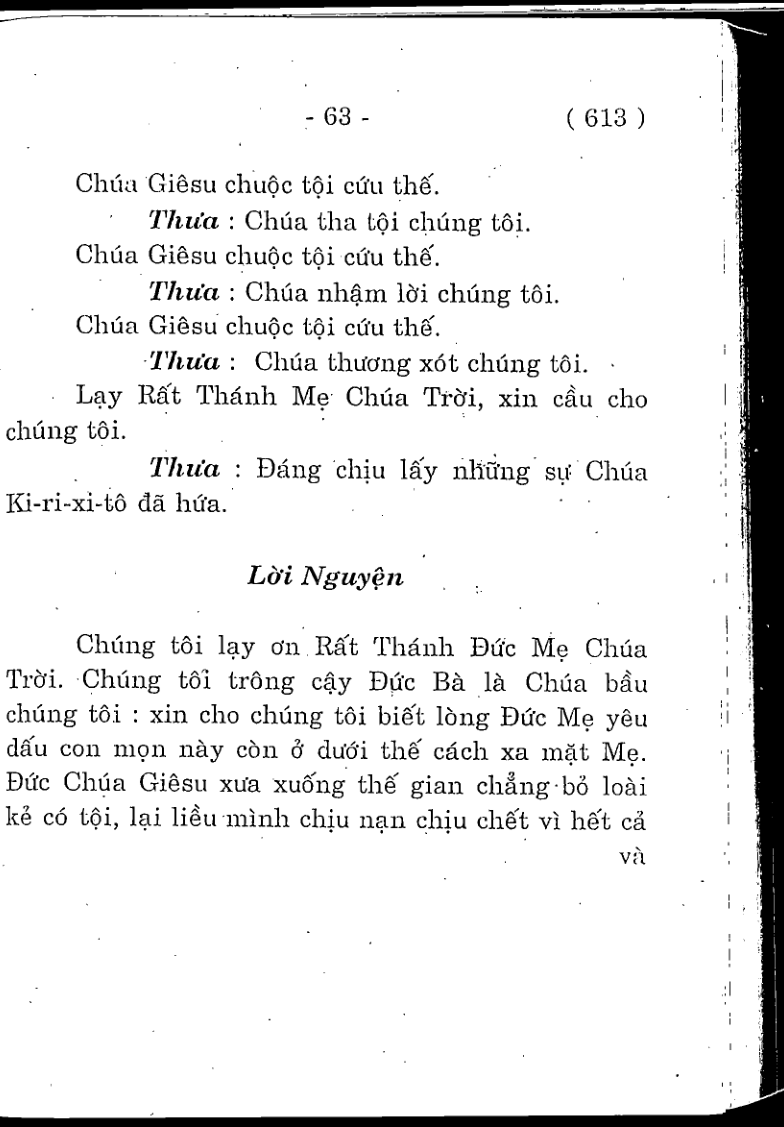 - 63 - ( 613 )
Chúa Giêsu chuộc tội cứu thế.
Thưa : Chúa tha tội chúng tôi.
Chúa Giêsu chuộc tội cứu thế.
Thưa : Chúa nhậm lời chúng tôi.
Chúa Giêsu chuộc tội cứu thế.
Thưa : Chúa thương xót chúng tôi.
Lạy Rất Thánh Mẹ Chúa Trời, xin cầu cho
chúng tôi.
Thưa : Đáng chịu lấy những sự Chúa
Ki-ri-xi-tô đã hứa.
Lời Nguyện
Chúng tôi lạy ơn Rất Thánh Đức Mẹ Chúa
Trời. Chúng tôi trông cậy Đức Bà là Chúa bầu
chúng tôi : xin cho chúng tôi biết lòng Đức Mẹ yêu
dấu con mọn này còn ở dưới thế cách xa mặt Mẹ.
Đức Chúa Giêsu xưa xuống thế gian chẳng bỏ loài
kẻ có tội, lại liều mình chịu nạn chịu chết vì hết cả
và